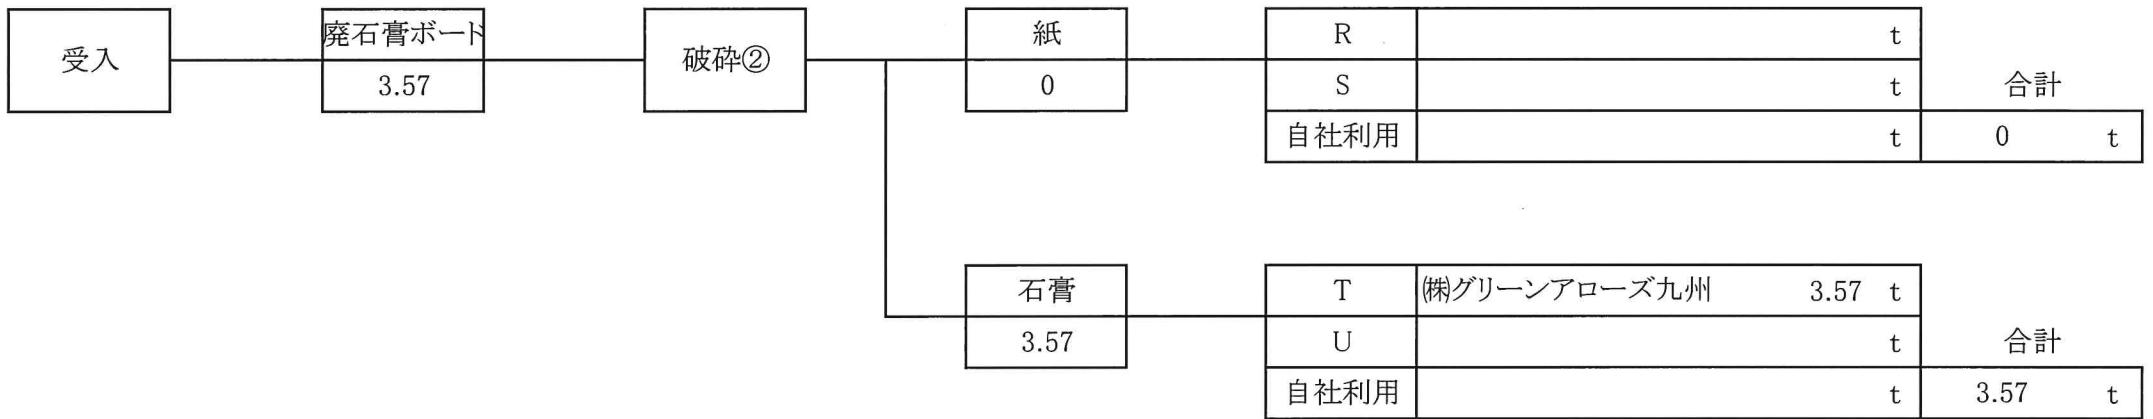 受入
廃石膏ボード
3.57
破砕②
紙
0
R t
S t
自社利用 t
合計
0 t
石膏
3.57
T ㈱グリーンアローズ九州 3.57 t
U t
自社利用 t
合計
3.57 t